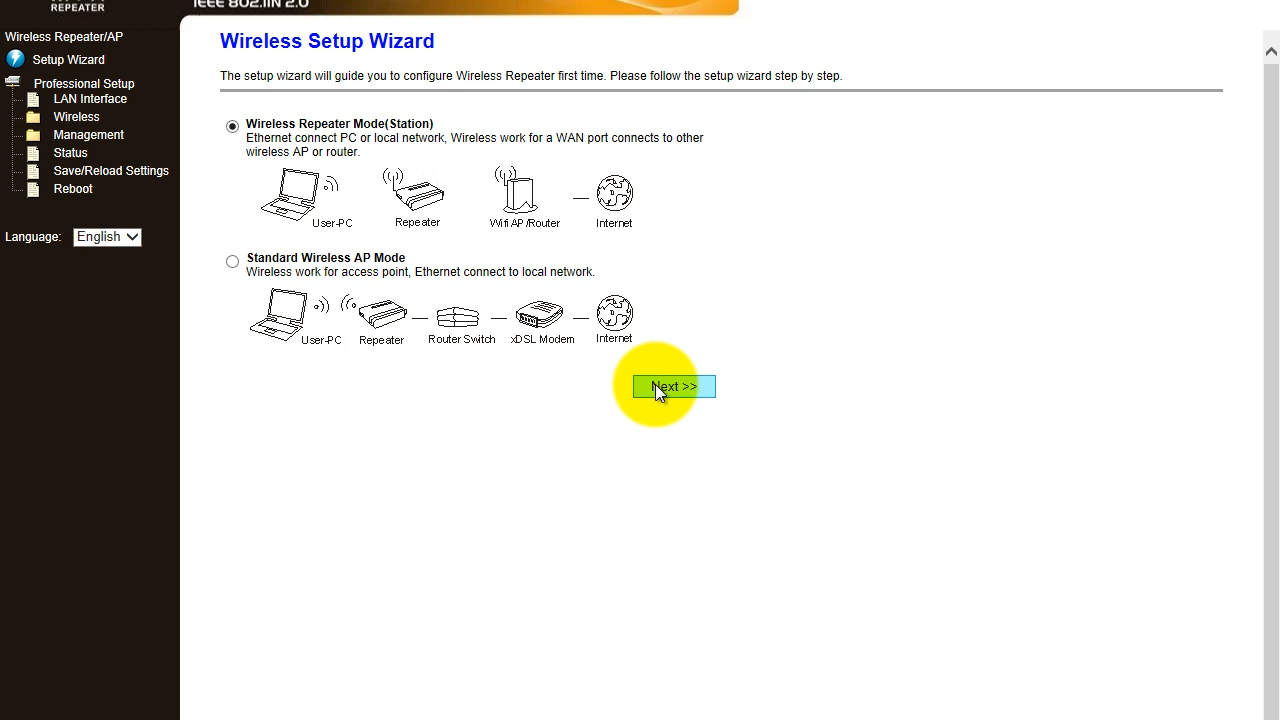 REPEATER
IEEE 802.11N 2.0
Wireless Repeater/AP
Setup Wizard
Professional Setup
LAN Interface
Wireless
Management
Status
Save/Reload Settings
Reboot
Language: English
Wireless Setup Wizard
The setup wizard will guide you to configure Wireless Repeater first time. Please follow the setup wizard step by step.
Wireless Repeater Mode(Station)
Ethernet connect PC or local network, Wireless work for a WAN port connects to other
wireless AP or router.
User-PC Repeater Wifi AP/Router Internet
Standard Wireless AP Mode
Wireless work for access point, Ethernet connect to local network.
User-PC Repeater Router Switch xDSL Modem Internet
Next >>